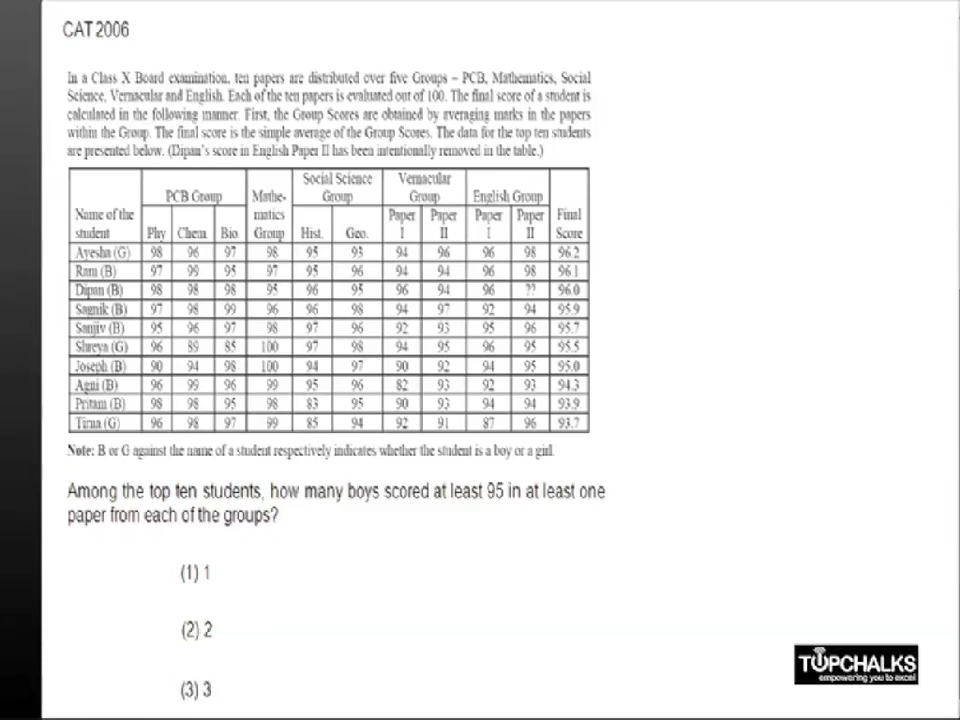 CAT 2006
In a Class X Board examination, ten papers are distributed over five Groups – PCB, Mathematics, Social
Science, Vernacular and English. Each of the ten papers is evaluated out of 100. The final score of a student is
calculated in the following manner. First, the Group Scores are obtained by averaging marks in the papers
within the Group. The final score is the simple average of the Group Scores. The data for the top ten students
are presented below. (Dipan's score in English Paper II has been intentionally removed in the table.)
Name of the student PCB Group Mathe-matics Group Social Science Group Vernacular Group English Group Final Score
Phy Chem. Bio. Hist. Geo. Paper I Paper II Paper I Paper II
Ayesha (G) 98 96 97 98 95 93 94 96 96 98 96.2
Ram (B) 97 99 95 97 95 96 94 94 96 98 96.1
Dipan (B) 98 98 98 95 96 95 96 94 96 ?? 96.0
Sagnik (B) 97 98 99 96 96 98 94 97 92 94 95.9
Sanjiv (B) 95 96 97 98 97 96 92 93 95 96 95.7
Shreya (G) 96 89 85 100 97 98 94 95 96 95 95.5
Joseph (B) 90 94 98 100 94 97 90 92 94 95 95.0
Agni (B) 96 99 96 99 95 96 82 93 92 93 94.3
Pritam (B) 98 98 95 98 83 95 90 93 94 94 93.9
Tirna (G) 96 98 97 99 85 94 92 91 87 96 93.7
Note: B or G against the name of a student respectively indicates whether the student is a boy or a girl.
Among the top ten students, how many boys scored at least 95 in at least one
paper from each of the groups?
(1) 1
(2) 2
(3) 3
TOPCHALKS
empowering you to excel